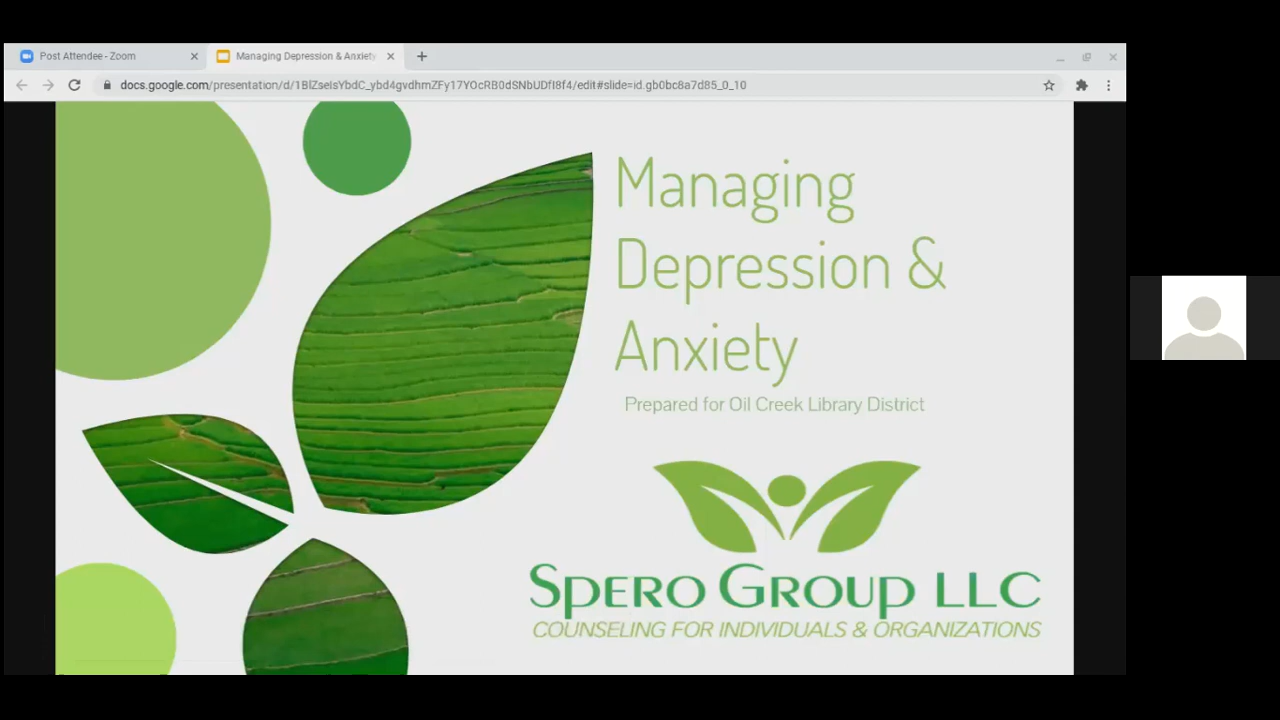 Post Attendee - Zoom
Managing Depression & Anxiety
docs.google.com/presentation/d/1BlZseIsYbdC_ybd4gvdhmZFy17YOcRB0dSNbUDfI8f4/edit#slide=id.gb0bc8a7d85_0_10
Managing
Depression &
Anxiety
Prepared for Oil Creek Library District
SPERO GROUP LLC
COUNSELING FOR INDIVIDUALS & ORGANIZATIONS